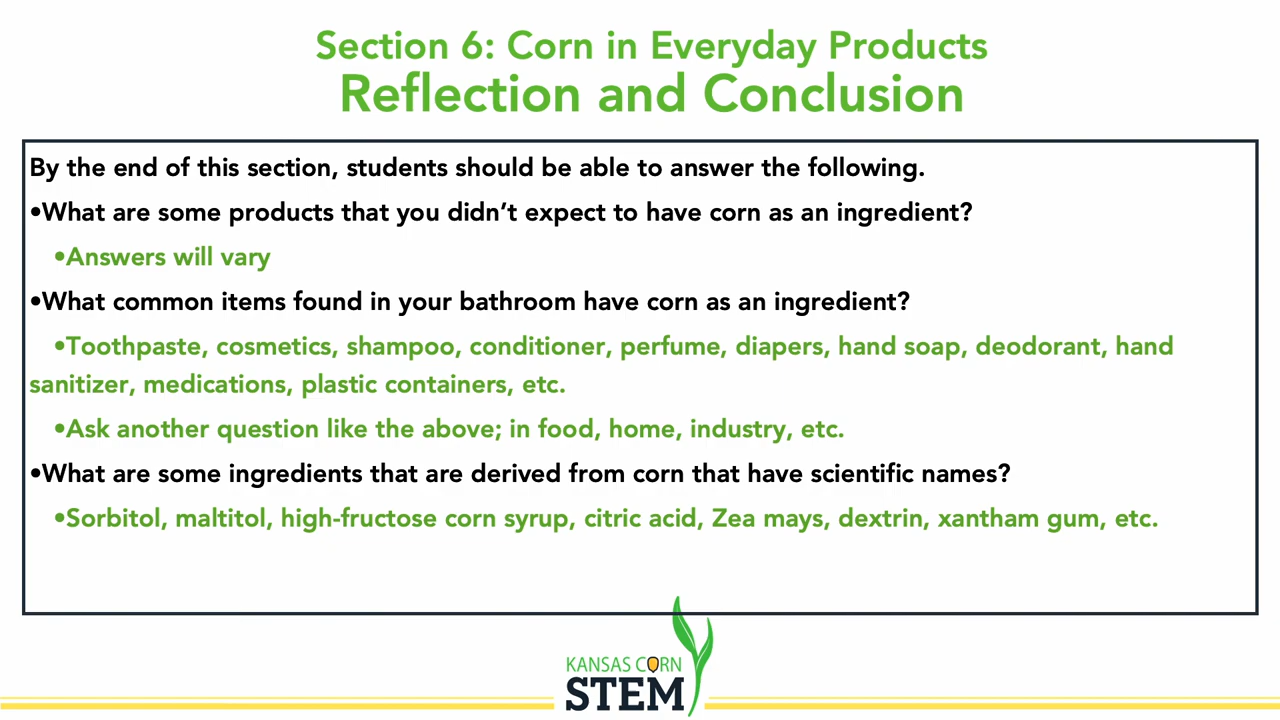 Section 6: Corn in Everyday Products
Reflection and Conclusion
By the end of this section, students should be able to answer the following.
•What are some products that you didn’t expect to have corn as an ingredient?
•Answers will vary
•What common items found in your bathroom have corn as an ingredient?
•Toothpaste, cosmetics, shampoo, conditioner, perfume, diapers, hand soap, deodorant, hand
sanitizer, medications, plastic containers, etc.
•Ask another question like the above; in food, home, industry, etc.
•What are some ingredients that are derived from corn that have scientific names?
•Sorbitol, maltitol, high-fructose corn syrup, citric acid, Zea mays, dextrin, xantham gum, etc.
KANSAS CORN
STEM